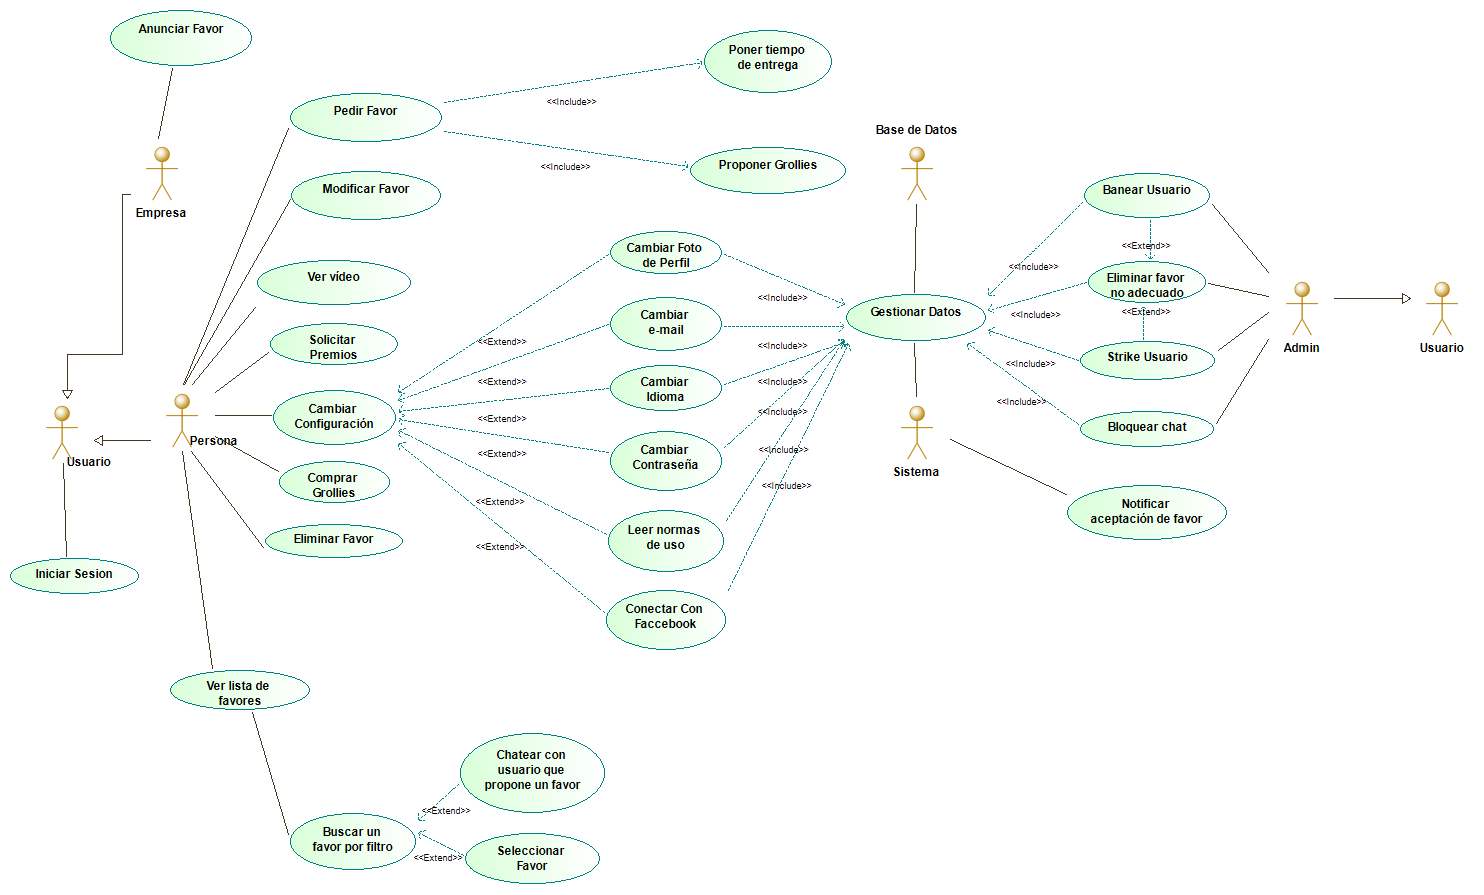 Anunciar Favor
Empresa
Pedir Favor
<<Include>>
Poner tiempo
de entrega
<<Include>>
Proponer Grollies
Modificar Favor
Ver vídeo
Solicitar
Premios
Cambiar
Configuración
Persona
Usuario
Comprar
Grollies
Eliminar Favor
Iniciar Sesion
Ver lista de
favores
Buscar un
favor por filtro
<<Extend>>
<<Extend>>
Chatear con
usuario que
propone un favor
Seleccionar
Favor
<<Extend>>
<<Extend>>
<<Extend>>
<<Extend>>
<<Extend>>
<<Extend>>
Cambiar Foto
de Perfil
Cambiar
e-mail
Cambiar
Idioma
Cambiar
Contraseña
Leer normas
de uso
Conectar Con
Faccebook
<<Include>>
<<Include>>
<<Include>>
<<Include>>
<<Include>>
<<Include>>
Base de Datos
Gestionar Datos
Sistema
Notificar
aceptación de favor
<<Include>>
<<Include>>
<<Include>>
<<Include>>
Banear Usuario
<<Extend>>
Eliminar favor
no adecuado
<<Extend>>
Strike Usuario
Bloquear chat
Admin
Usuario